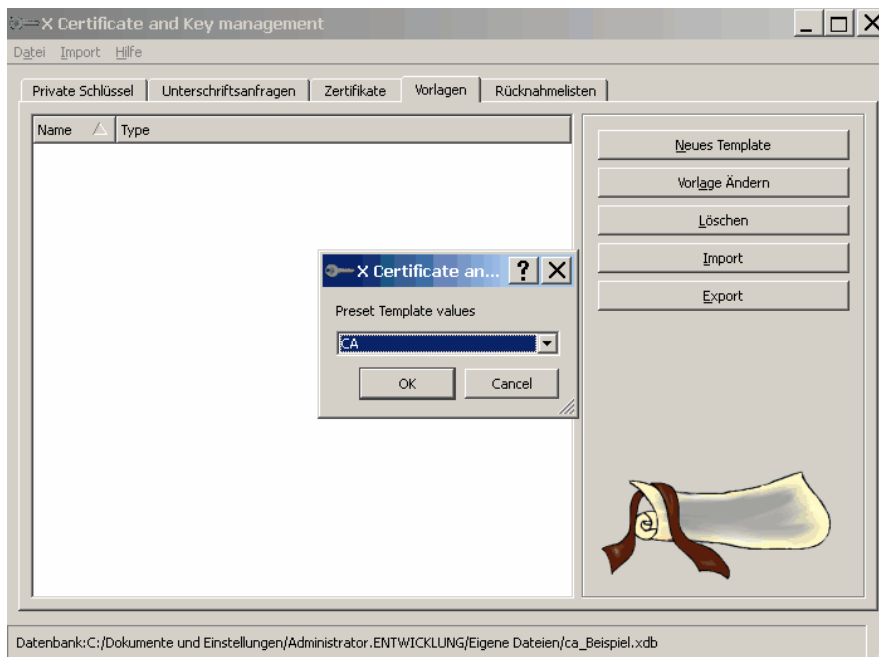 X Certificate and Key management
Datei Import Hilfe
Private Schlüssel Unterschriftsanfragen Zertifikate Vorlagen Rücknahmelisten
Name Type
Neues Template
Vorlage Ändern
Löschen
Import
Export
X Certificate an... ?
Preset Template values
CA
OK Cancel
Datenbank:C:/Dokumente und Einstellungen/Administrator.ENTWICKLUNG/Eigene Dateien/ca_Beispiel.xdb